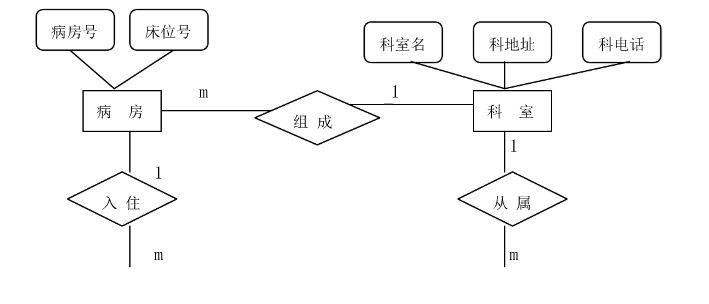 病房号 床位号 科室名 科地址 科电话
m 1
病 房 组 成 科 室
1 1
入 住 从 属
m m